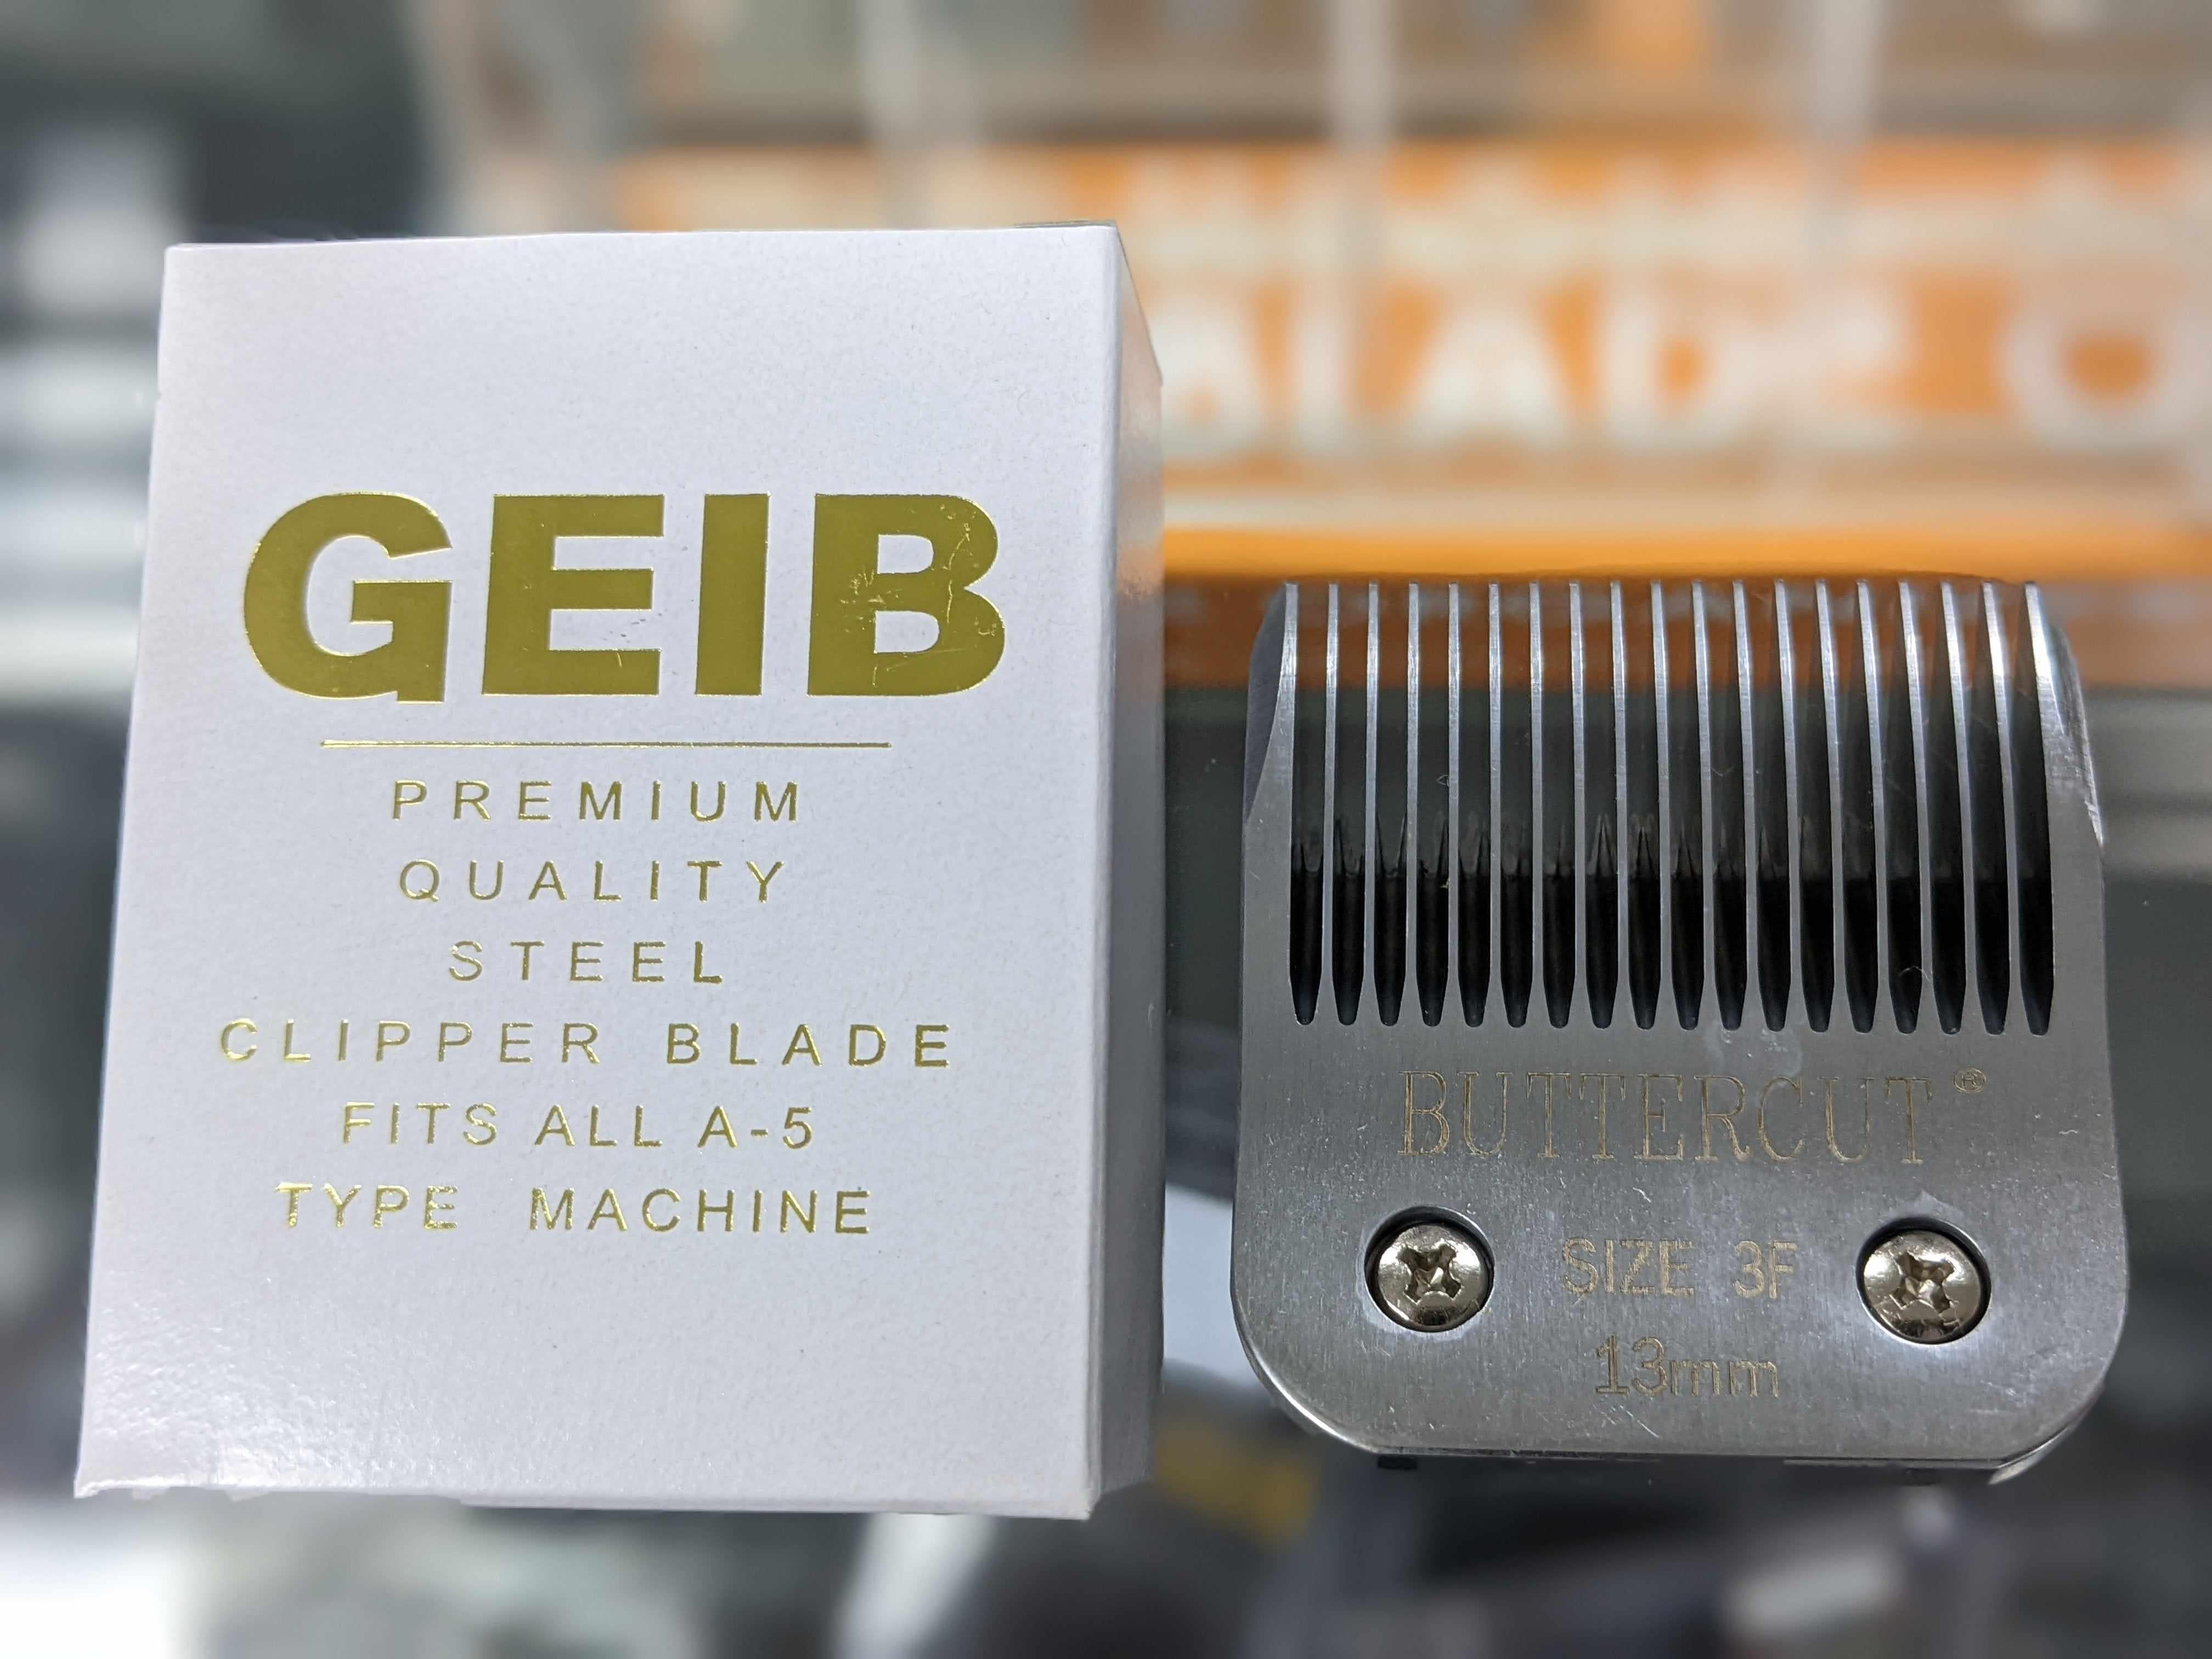 GEIB
PREMIUM
QUALITY
STEEL
CLIPPER BLADE
FITS ALL A-5
TYPE MACHINE
BUTTERCUT®
SIZE 3F
13mm